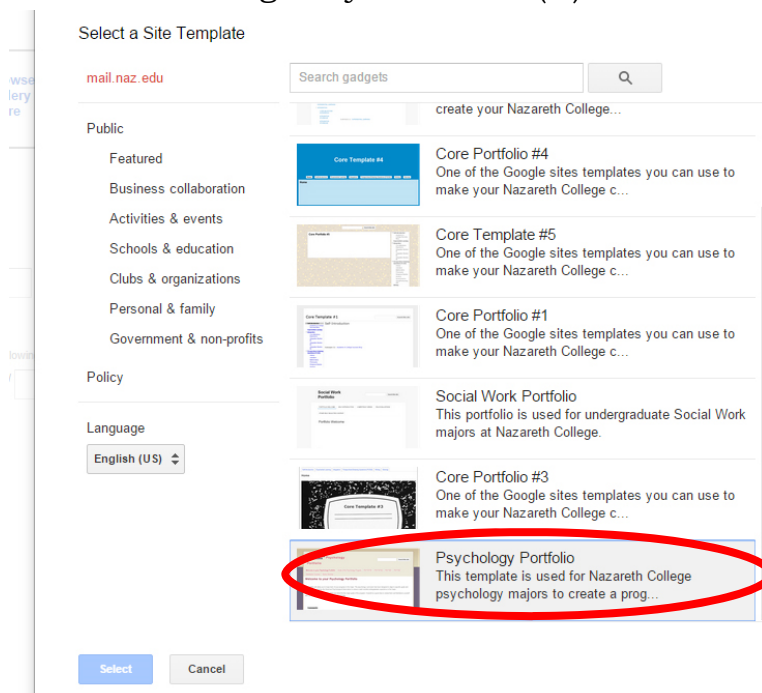 Select a Site Template
mail.naz.edu
Search gadgets
Public
Featured
Business collaboration
Activities & events
Schools & education
Clubs & organizations
Personal & family
Government & non-profits
Policy
Language
English (US)
create your Nazareth College...
Core Template #4
Core Portfolio #4
One of the Google sites templates you can use to
make your Nazareth College c...
Core Template #5
One of the Google sites templates you can use to
make your Nazareth College c...
Core Template #1
Core Portfolio #1
One of the Google sites templates you can use to
make your Nazareth College c...
Social Work
Portfolio
Social Work Portfolio
This portfolio is used for undergraduate Social Work
majors at Nazareth College.
Core Template #3
Core Portfolio #3
One of the Google sites templates you can use to
make your Nazareth College c...
Psychology Portfolio
This template is used for Nazareth College
psychology majors to create a prog...
Select
Cancel